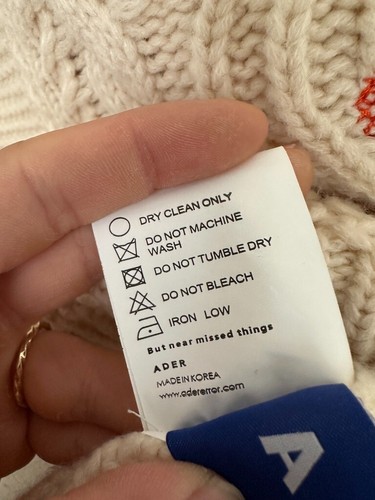 DRY CLEAN ONLY
DO NOT MACHINE
WASH
DO NOT TUMBLE DRY
DO NOT BLEACH
IRON LOW
But near missed things
ADER
MADE IN KOREA
www.adererror.com
A